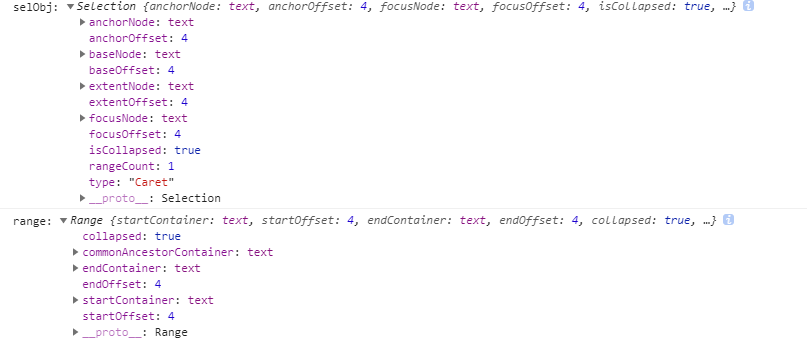 selObj: ▼Selection {anchorNode: text, anchorOffset: 4, focusNode: text, focusOffset: 4, isCollapsed: true, …} i
▶anchorNode: text
anchorOffset: 4
▶baseNode: text
baseOffset: 4
▶extentNode: text
extentOffset: 4
▶focusNode: text
focusOffset: 4
isCollapsed: true
rangeCount: 1
type: "Caret"
▶__proto__: Selection
range: ▼Range {startContainer: text, startOffset: 4, endContainer: text, endOffset: 4, collapsed: true, …} i
collapsed: true
▶commonAncestorContainer: text
▶endContainer: text
endOffset: 4
▶startContainer: text
startOffset: 4
▶__proto__: Range